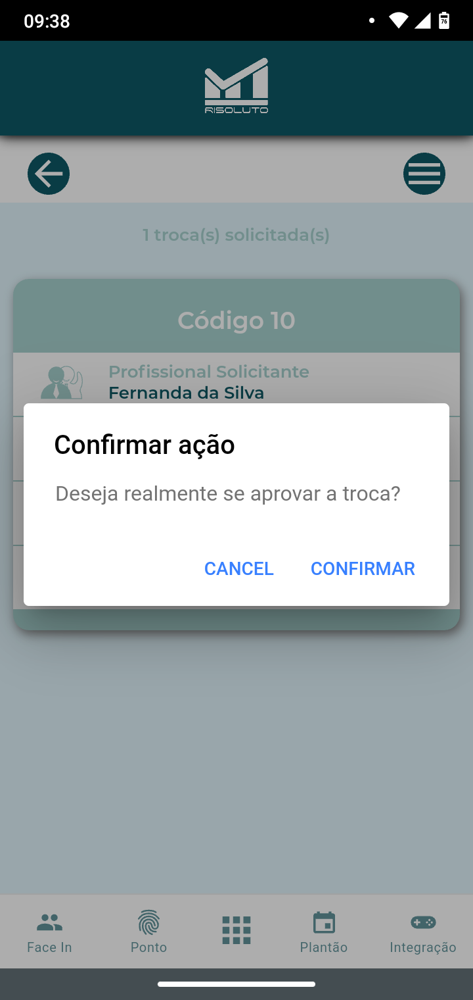 09:38
76
RISOLUTO
1 troca(s) solicitada(s)
Código 10
Profissional Solicitante
Fernanda da Silva
Confirmar ação
Deseja realmente se aprovar a troca?
CANCEL CONFIRMAR
Face In Ponto Plantão Integração